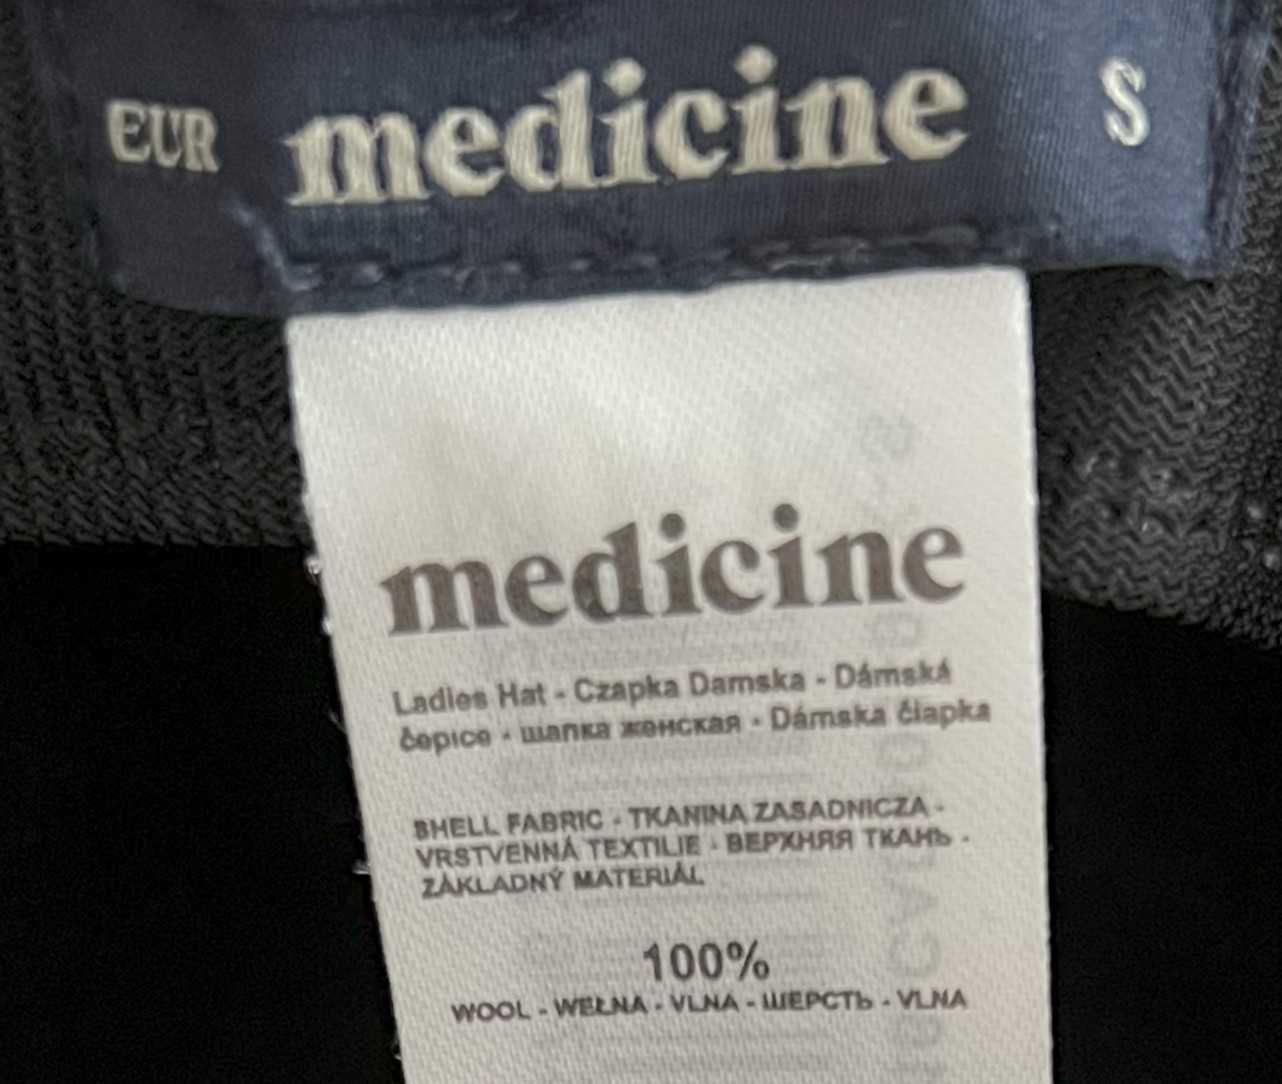 EUR medicine S
medicine
Ladies Hat - Czapka Damska - Dámská
čepice - шапка женская - Dámska čiapka
SHELL FABRIC - TKANINA ZASADNICZA -
VRSTVENNÁ TEXTILIE - ВЕРХНЯЯ ТКАНЬ -
ZÁKLADNÝ MATERIÁL
100%
WOOL - WEŁNA - VLNA - ШЕРСТЬ - VLNA